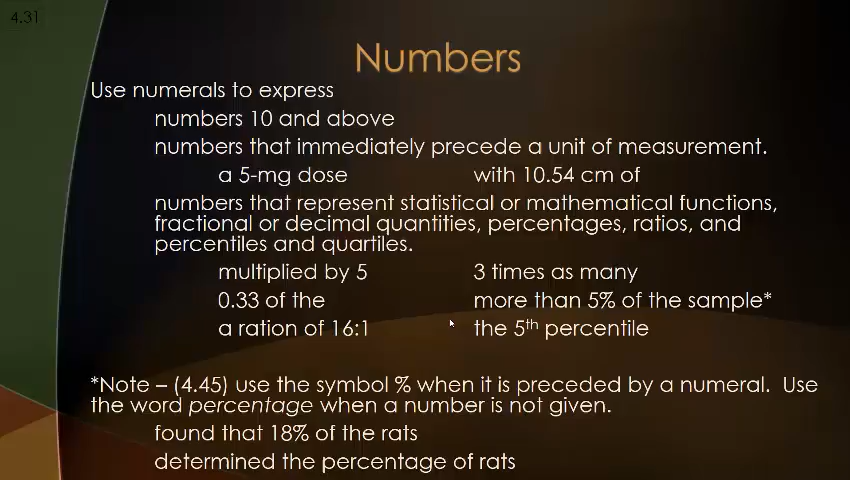 4.31
Numbers
Use numerals to express
numbers 10 and above
numbers that immediately precede a unit of measurement.
a 5-mg dose with 10.54 cm of
numbers that represent statistical or mathematical functions,
fractional or decimal quantities, percentages, ratios, and
percentiles and quartiles.
multiplied by 5 3 times as many
0.33 of the more than 5% of the sample*
a ration of 16:1 the 5th percentile
*Note – (4.45) use the symbol % when it is preceded by a numeral. Use
the word percentage when a number is not given.
found that 18% of the rats
determined the percentage of rats